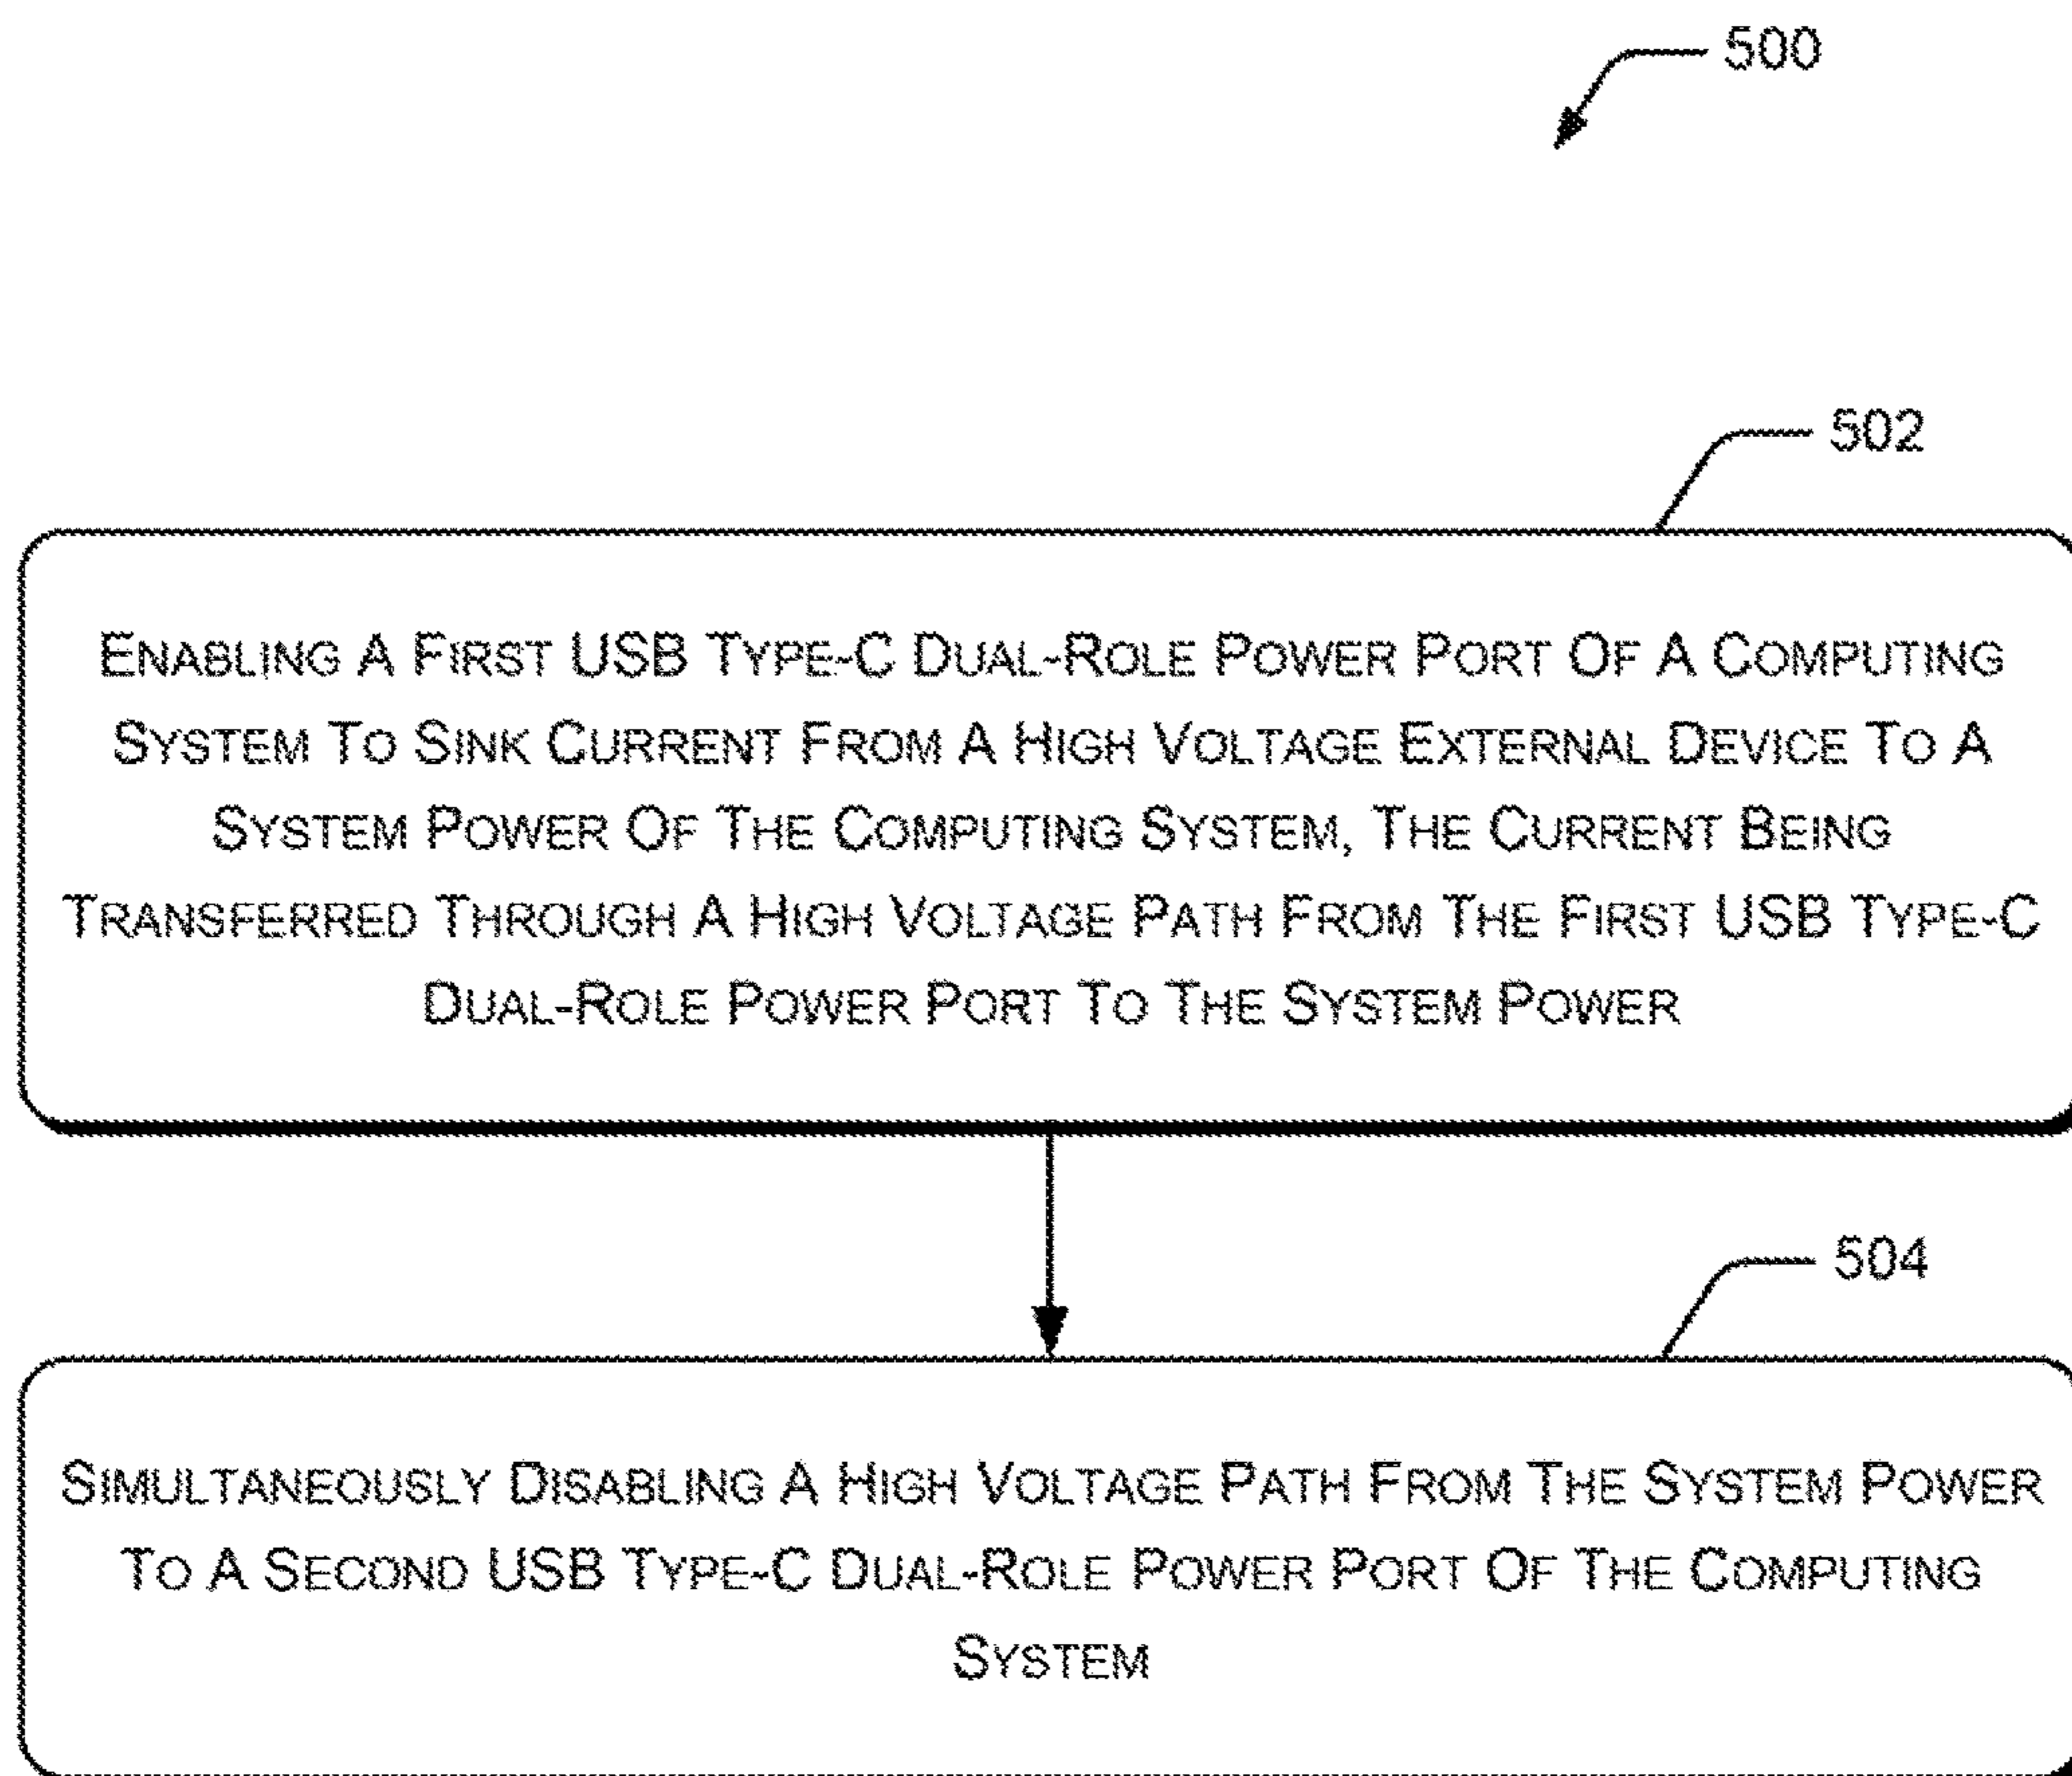 500
502
ENABLING A FIRST USB TYPE-C DUAL-ROLE POWER PORT OF A COMPUTING
SYSTEM TO SINK CURRENT FROM A HIGH VOLTAGE EXTERNAL DEVICE TO A
SYSTEM POWER OF THE COMPUTING SYSTEM, THE CURRENT BEING
TRANSFERRED THROUGH A HIGH VOLTAGE PATH FROM THE FIRST USB TYPE-C
DUAL-ROLE POWER PORT TO THE SYSTEM POWER
504
SIMULTANEOUSLY DISABLING A HIGH VOLTAGE PATH FROM THE SYSTEM POWER
TO A SECOND USB TYPE-C DUAL-ROLE POWER PORT OF THE COMPUTING
SYSTEM